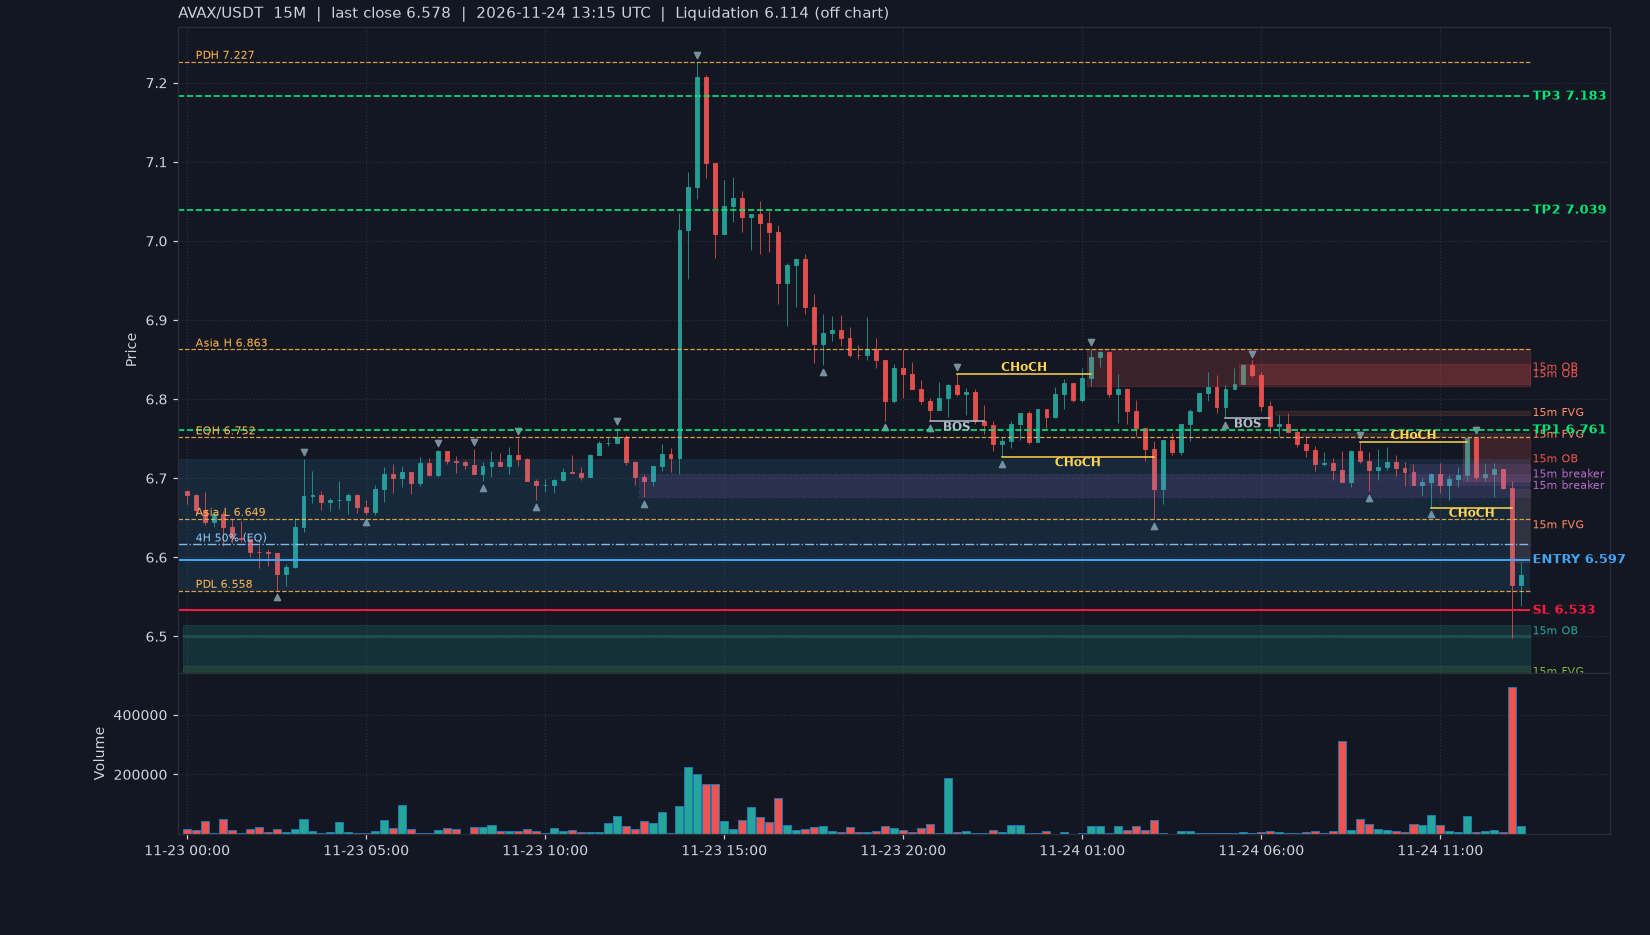 AVAX/USDT 15M | last close 6.578 | 2026-11-24 13:15 UTC | Liquidation 6.114 (off chart)
PDH 7.227
7.2
TP3 7.183
7.1
TP2 7.039
7.0
6.9
Price
Asia H 6.863
CHoCH
15m OB
15m OB
6.8
BOS
BOS
15m FVG
EQH 6.752
TP1 6.761
15m FVG
CHoCH
CHoCH
15m OB
6.7
15m breaker
15m breaker
Asia L 6.649
CHoCH
15m FVG
4H 50% (EQ)
6.6
ENTRY 6.597
PDL 6.558
SL 6.533
6.5
15m OB
15m FVG
400000
Volume
200000
11-23 00:00
11-23 05:00
11-23 10:00
11-23 15:00
11-23 20:00
11-24 01:00
11-24 06:00
11-24 11:00